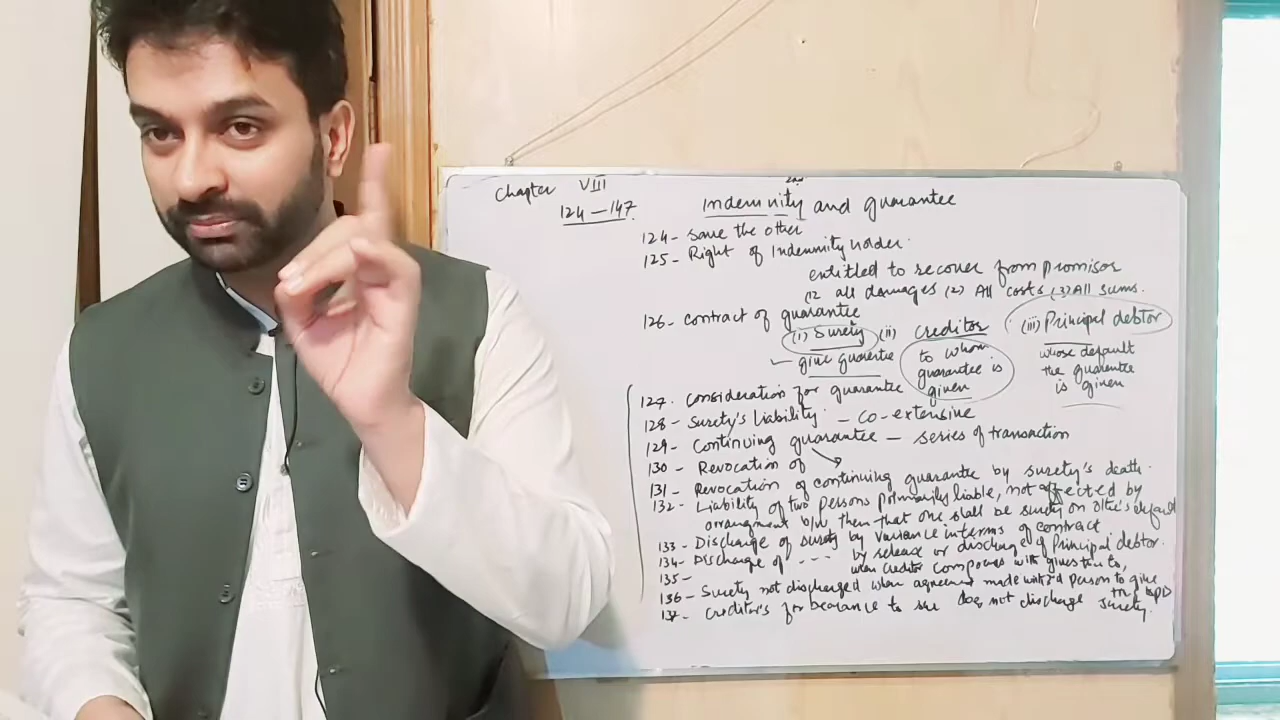 Chapter VIII
124 - 147
Indemnity and guarantee
124 - Save the other
125 - Right of Indemnity holder.
entitled to recover from promisor
(1) all damages (2) All costs (3) All sums.
126 - contract of guarantee
(i) Surety (ii) creditor (iii) Principal debtor
give guarantee
to whom guarantee is given
whose default the guarantee is given
127. Consideration for guarantee
128 - Surety's Liability - co-extensive
129 - Continuing guarantee - series of transaction
130 - Revocation of
131 - Revocation of continuing guarantee by surety's death.
132 - Liability of two persons primarily liable, not affected by
arrangment b/w them that one shall be surety on other's default
133 - Discharge of surety by variance in terms of contract
134 - Discharge of - - - - by release or discharge of Principal debtor.
135 - when creditor compounds with, gives time to,
136 - Surety not discharged when agreement made with 3rd person to give
137 - Creditor's forbearance to sue does not discharge surety.